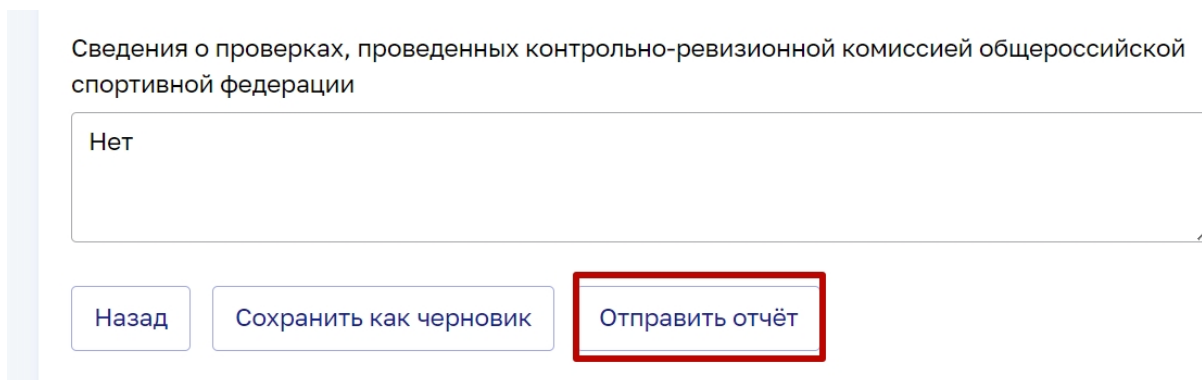 Сведения о проверках, проведенных контрольно-ревизионной комиссией общероссийской
спортивной федерации
Нет
Назад Сохранить как черновик Отправить отчёт